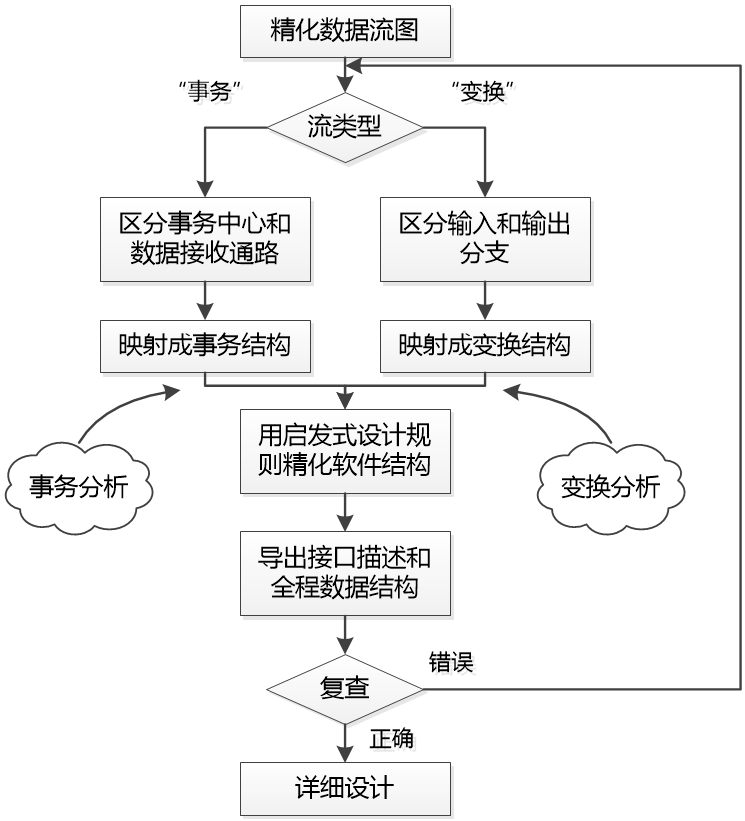 精化数据流图
“事务”
“变换”
流类型
区分事务中心和
数据接收通路
区分输入和输出
分支
映射成事务结构
映射成变换结构
用启发式设计规
则精化软件结构
事务分析
变换分析
导出接口描述和
全程数据结构
错误
复查
正确
详细设计